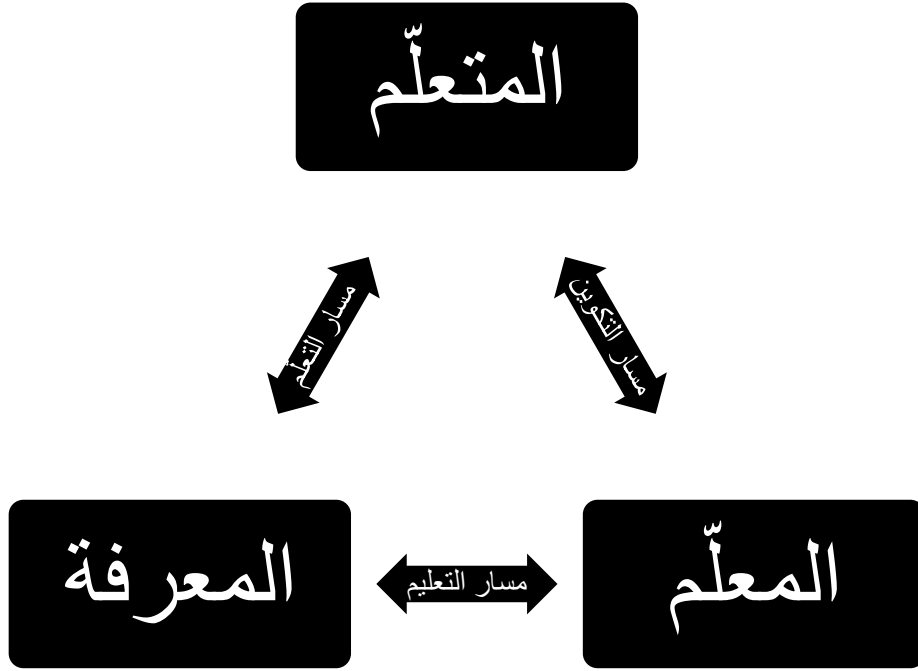 المتعلّم
مسار التكوين
مسار التعلّم
المعلّم
مسار التعليم
المعرفة